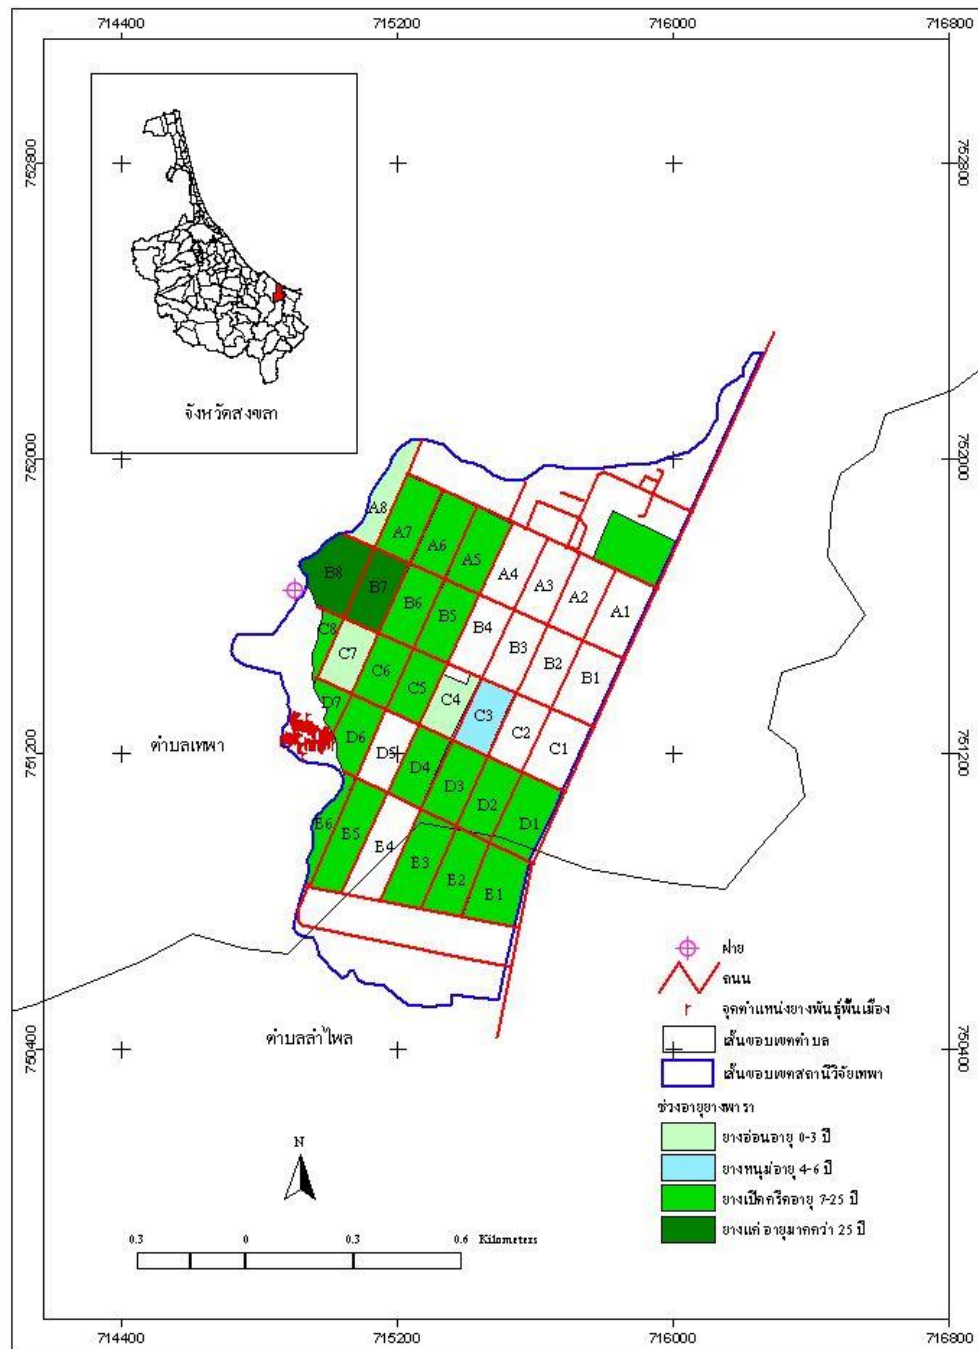 714400 715200 716000 716800
752800 752800
จังหวัดสงขลา
752000 752000
A8
A7
A6
A5
A4
A3
A2
A1
B8
B7
B6
B5
B4
B3
B2
B1
C8
C7
C6
C5
C4
C3
C2
C1
D7
D6
D5
D4
D3
D2
D1
ตำบลเทพา
751200 751200
E6
E5
E4
E3
E2
E1
ฝาย
ถนน
จุดตำแหน่งยางพันธุ์พื้นเมือง
ตำบลลำไพล
เส้นขอบเขตตำบล
750400 750400
เส้นขอบเขตสถานีวิจัยเทพา
ช่วงอายุยางพารา
ยางอ่อนอายุ 0-3 ปี
N
ยางหนุ่มอายุ 4-6 ปี
ยางเปิดกรีดอายุ 7-25 ปี
ยางแก่ อายุมากกว่า 25 ปี
0.3 0 0.3 0.6 Kilometers
714400 715200 716000 716800